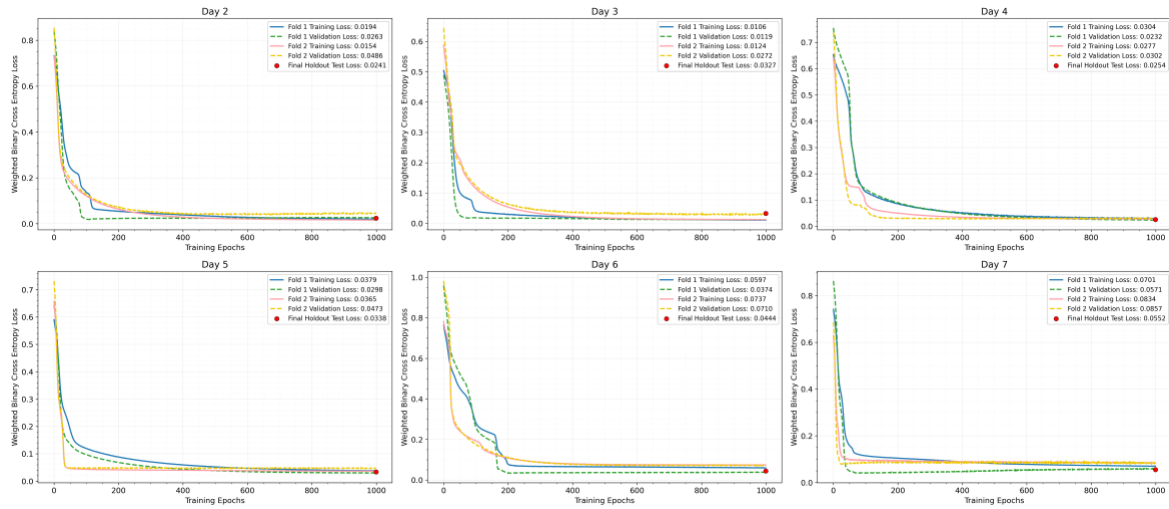 Day 2
Weighted Binary Cross Entropy Loss
0.8
0.6
0.4
0.2
0.0
0 200 400 600 800 1000
Training Epochs
Fold 1 Training Loss: 0.0194
Fold 1 Validation Loss: 0.0263
Fold 2 Training Loss: 0.0154
Fold 2 Validation Loss: 0.0486
Final Holdout Test Loss: 0.0241
Day 3
Weighted Binary Cross Entropy Loss
0.6
0.5
0.4
0.3
0.2
0.1
0.0
0 200 400 600 800 1000
Training Epochs
Fold 1 Training Loss: 0.0106
Fold 1 Validation Loss: 0.0119
Fold 2 Training Loss: 0.0124
Fold 2 Validation Loss: 0.0272
Final Holdout Test Loss: 0.0327
Day 4
Weighted Binary Cross Entropy Loss
0.7
0.6
0.5
0.4
0.3
0.2
0.1
0.0
0 200 400 600 800 1000
Training Epochs
Fold 1 Training Loss: 0.0304
Fold 1 Validation Loss: 0.0232
Fold 2 Training Loss: 0.0277
Fold 2 Validation Loss: 0.0302
Final Holdout Test Loss: 0.0254
Day 5
Weighted Binary Cross Entropy Loss
0.7
0.6
0.5
0.4
0.3
0.2
0.1
0.0
0 200 400 600 800 1000
Training Epochs
Fold 1 Training Loss: 0.0379
Fold 1 Validation Loss: 0.0298
Fold 2 Training Loss: 0.0365
Fold 2 Validation Loss: 0.0473
Final Holdout Test Loss: 0.0338
Day 6
Weighted Binary Cross Entropy Loss
1.0
0.8
0.6
0.4
0.2
0.0
0 200 400 600 800 1000
Training Epochs
Fold 1 Training Loss: 0.0597
Fold 1 Validation Loss: 0.0374
Fold 2 Training Loss: 0.0737
Fold 2 Validation Loss: 0.0710
Final Holdout Test Loss: 0.0444
Day 7
Weighted Binary Cross Entropy Loss
0.8
0.6
0.4
0.2
0.0
0 200 400 600 800 1000
Training Epochs
Fold 1 Training Loss: 0.0701
Fold 1 Validation Loss: 0.0571
Fold 2 Training Loss: 0.0834
Fold 2 Validation Loss: 0.0857
Final Holdout Test Loss: 0.0552